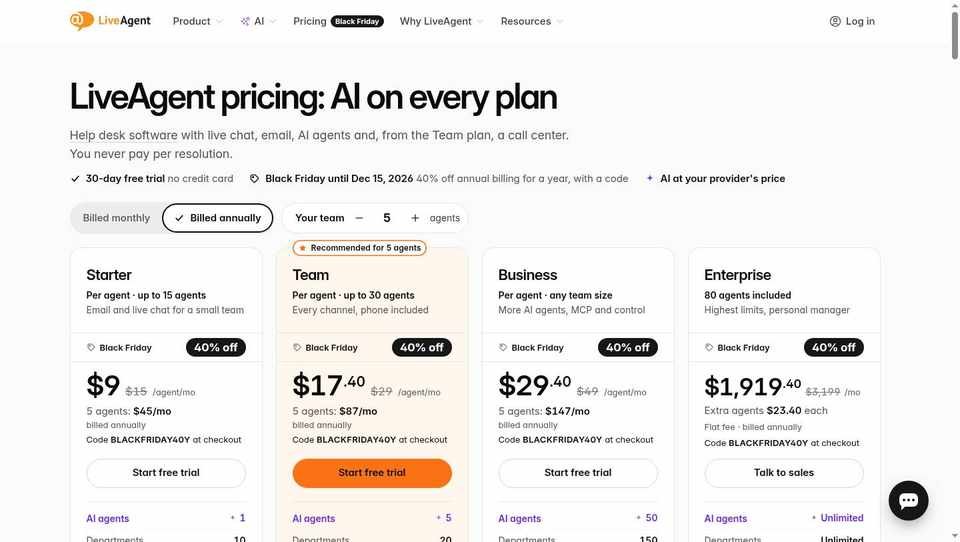 LiveAgent
Product
AI
Pricing Black Friday
Why LiveAgent
Resources
Log in
LiveAgent pricing: AI on every plan
Help desk software with live chat, email, AI agents and, from the Team plan, a call center.
You never pay per resolution.
30-day free trial no credit card
Black Friday until Dec 15, 2026 40% off annual billing for a year, with a code
AI at your provider's price
Billed monthly
Billed annually
Your team − 5 + agents
Recommended for 5 agents
Starter
Per agent · up to 15 agents
Email and live chat for a small team
Black Friday 40% off
$9 $15 /agent/mo
5 agents: $45/mo
billed annually
Code BLACKFRIDAY40Y at checkout
Start free trial
AI agents 1
Departments 10
Team
Per agent · up to 30 agents
Every channel, phone included
Black Friday 40% off
$17.40 $29 /agent/mo
5 agents: $87/mo
billed annually
Code BLACKFRIDAY40Y at checkout
Start free trial
AI agents 5
Departments 20
Business
Per agent · any team size
More AI agents, MCP and control
Black Friday 40% off
$29.40 $49 /agent/mo
5 agents: $147/mo
billed annually
Code BLACKFRIDAY40Y at checkout
Start free trial
AI agents 50
Departments 150
Enterprise
80 agents included
Highest limits, personal manager
Black Friday 40% off
$1,919.40 $3,199 /mo
Extra agents $23.40 each
Flat fee · billed annually
Code BLACKFRIDAY40Y at checkout
Talk to sales
AI agents Unlimited
Departments Unlimited